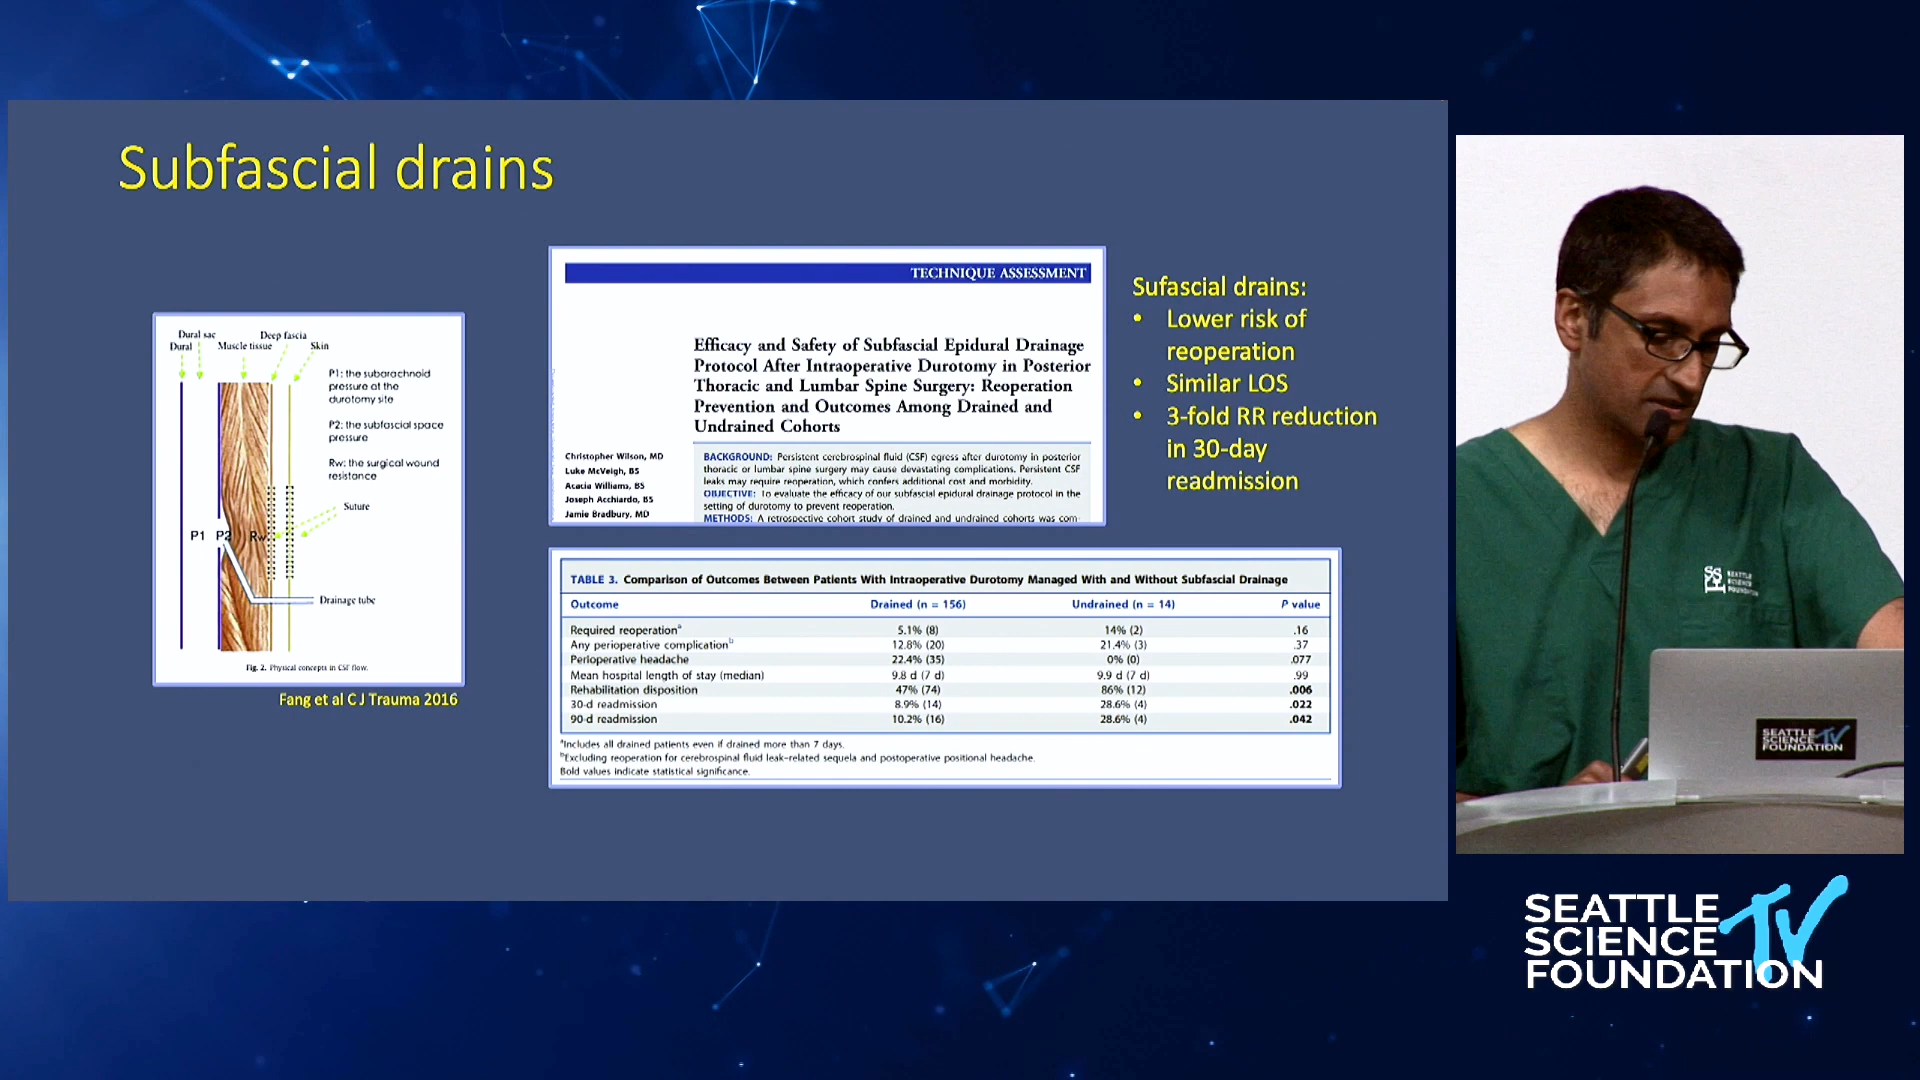 Subfascial drains
Dural sac
Deep fascia
Dural
Muscle tissue
Skin
P1: the subarachnoid
pressure at the
durotomy site
P2: the subfascial space
pressure
Rw: the surgical wound
resistance
Suture
P1 P2 Rw
Drainage tube
Fig. 2. Physical concepts in CSF flow.
Fang et al C J Trauma 2016
TECHNIQUE ASSESSMENT
Efficacy and Safety of Subfascial Epidural Drainage
Protocol After Intraoperative Durotomy in Posterior
Thoracic and Lumbar Spine Surgery: Reoperation
Prevention and Outcomes Among Drained and
Undrained Cohorts
Christopher Wilson, MD
Luke McVeigh, BS
Acacia Williams, BS
Joseph Acchiardo, BS
Jamie Bradbury, MD
BACKGROUND: Persistent cerebrospinal fluid (CSF) egress after durotomy in posterior
thoracic or lumbar spine surgery may cause devastating complications. Persistent CSF
leaks may require reoperation, which confers additional cost and morbidity.
OBJECTIVE: To evaluate the efficacy of our subfascial epidural drainage protocol in the
setting of durotomy to prevent reoperation.
METHODS: A retrospective cohort study of drained and undrained cohorts was com-
Sufascial drains:
• Lower risk of
reoperation
• Similar LOS
• 3-fold RR reduction
in 30-day
readmission
TABLE 3. Comparison of Outcomes Between Patients With Intraoperative Durotomy Managed With and Without Subfascial Drainage
Outcome Drained (n = 156) Undrained (n = 14) P value
Required reoperationª 5.1% (8) 14% (2) .16
Any perioperative complicationᵇ 12.8% (20) 21.4% (3) .37
Perioperative headache 22.4% (35) 0% (0) .077
Mean hospital length of stay (median) 9.8 d (7 d) 9.9 d (7 d) .99
Rehabilitation disposition 47% (74) 86% (12) .006
30-d readmission 8.9% (14) 28.6% (4) .022
90-d readmission 10.2% (16) 28.6% (4) .042
ªIncludes all drained patients even if drained more than 7 days.
ᵇExcluding reoperation for cerebrospinal fluid leak-related sequela and postoperative positional headache.
Bold values indicate statistical significance.
SSF
SEATTLE
SCIENCE
FOUNDATION
SEATTLE
SCIENCE TV
FOUNDATION
SEATTLE
SCIENCE TV
FOUNDATION